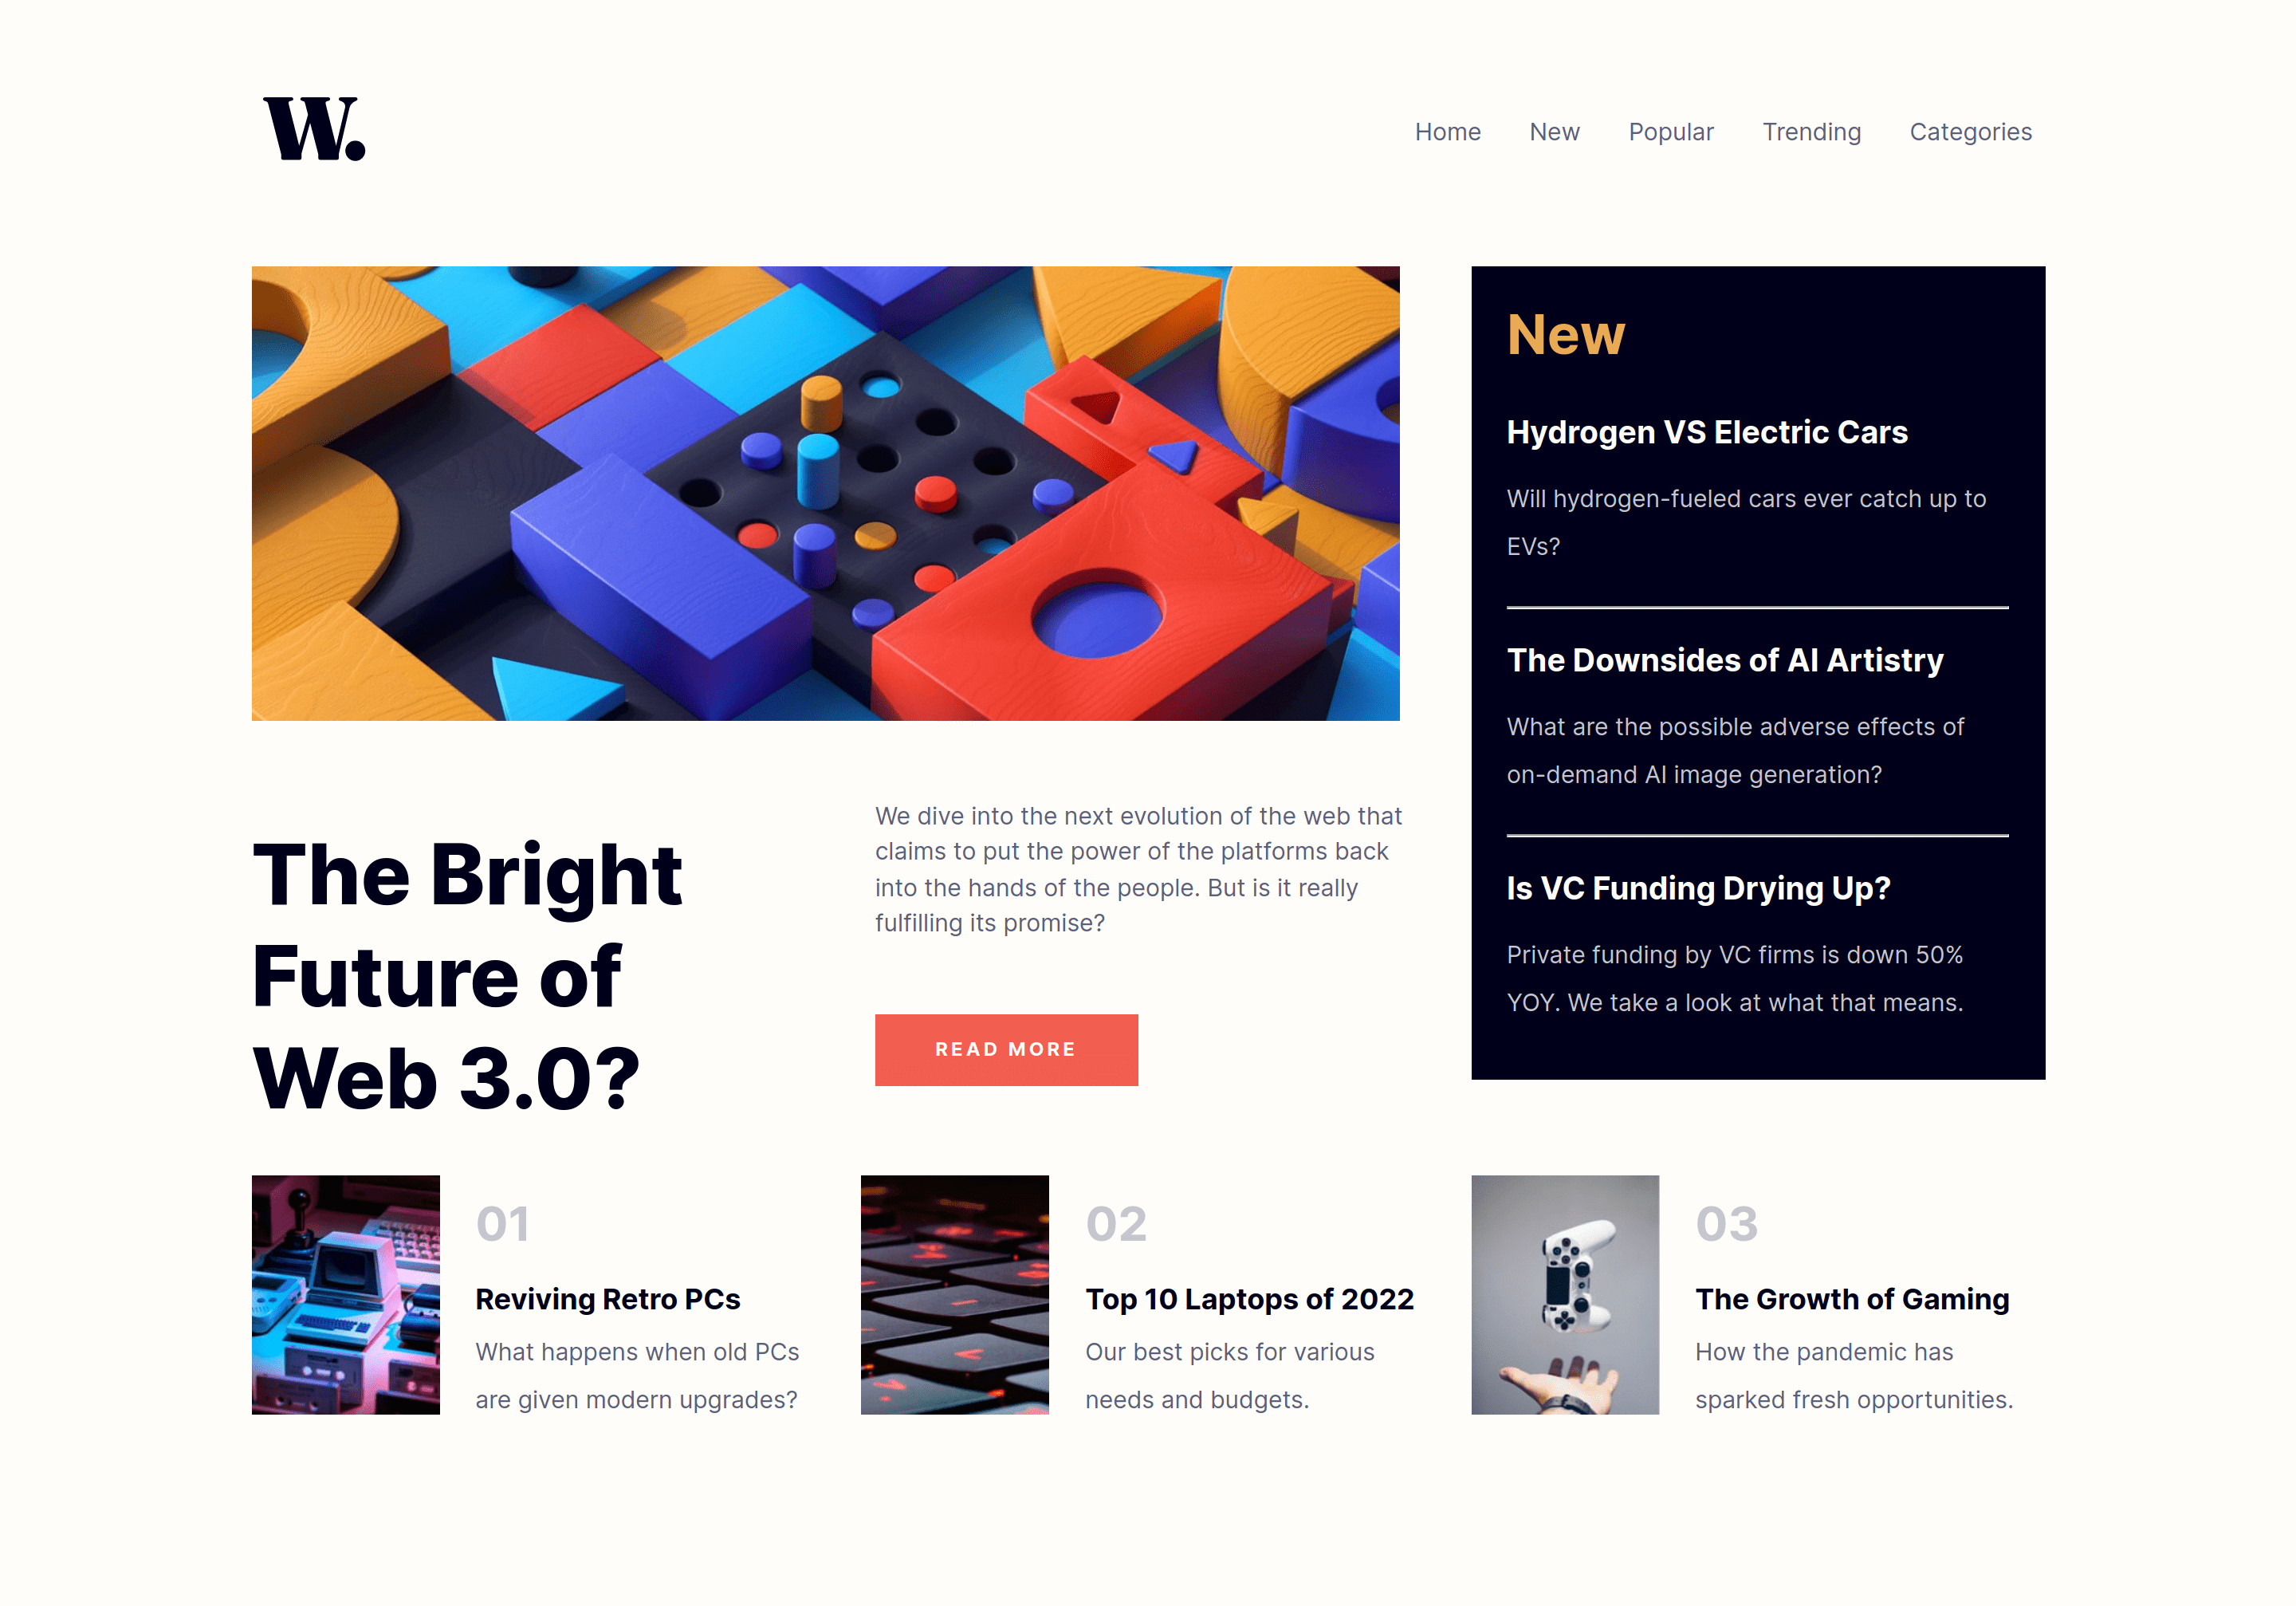 W.
Home New Popular Trending Categories
New
Hydrogen VS Electric Cars
Will hydrogen-fueled cars ever catch up to
EVs?
The Downsides of AI Artistry
What are the possible adverse effects of
on-demand AI image generation?
Is VC Funding Drying Up?
Private funding by VC firms is down 50%
YOY. We take a look at what that means.
The Bright
Future of
Web 3.0?
We dive into the next evolution of the web that
claims to put the power of the platforms back
into the hands of the people. But is it really
fulfilling its promise?
READ MORE
01
Reviving Retro PCs
What happens when old PCs
are given modern upgrades?
02
Top 10 Laptops of 2022
Our best picks for various
needs and budgets.
03
The Growth of Gaming
How the pandemic has
sparked fresh opportunities.